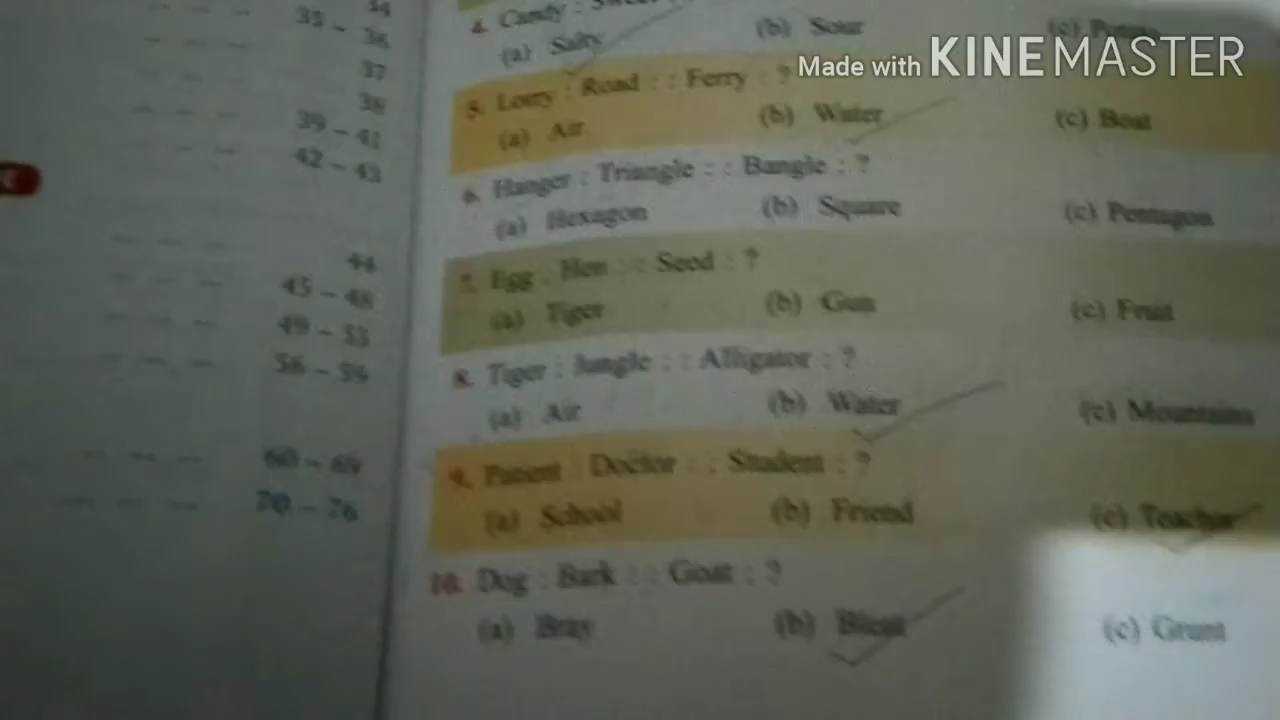 54
35 - 36
37
38
39 - 41
42 - 43
44
45 - 48
49 - 55
56 - 59
60 - 69
70 - 76
4. Candy :
(a) Salty (b) Sour (c)
Made with KINEMASTER
5. Lorry : Road : : Ferry : ?
(a) Air (b) Water (c) Boat
6. Hanger : Triangle : : Bangle : ?
(a) Hexagon (b) Square (c) Pentagon
7. Egg : Hen : : Seed : ?
(a) Tiger (b) Gun (c) Fruit
8. Tiger : Jungle : : Alligator : ?
(a) Air (b) Water (c) Mountains
9. Patient : Doctor : : Student : ?
(a) School (b) Friend (c) Teacher
10. Dog : Bark : : Goat : ?
(a) Bray (b) Bleat (c) Grunt